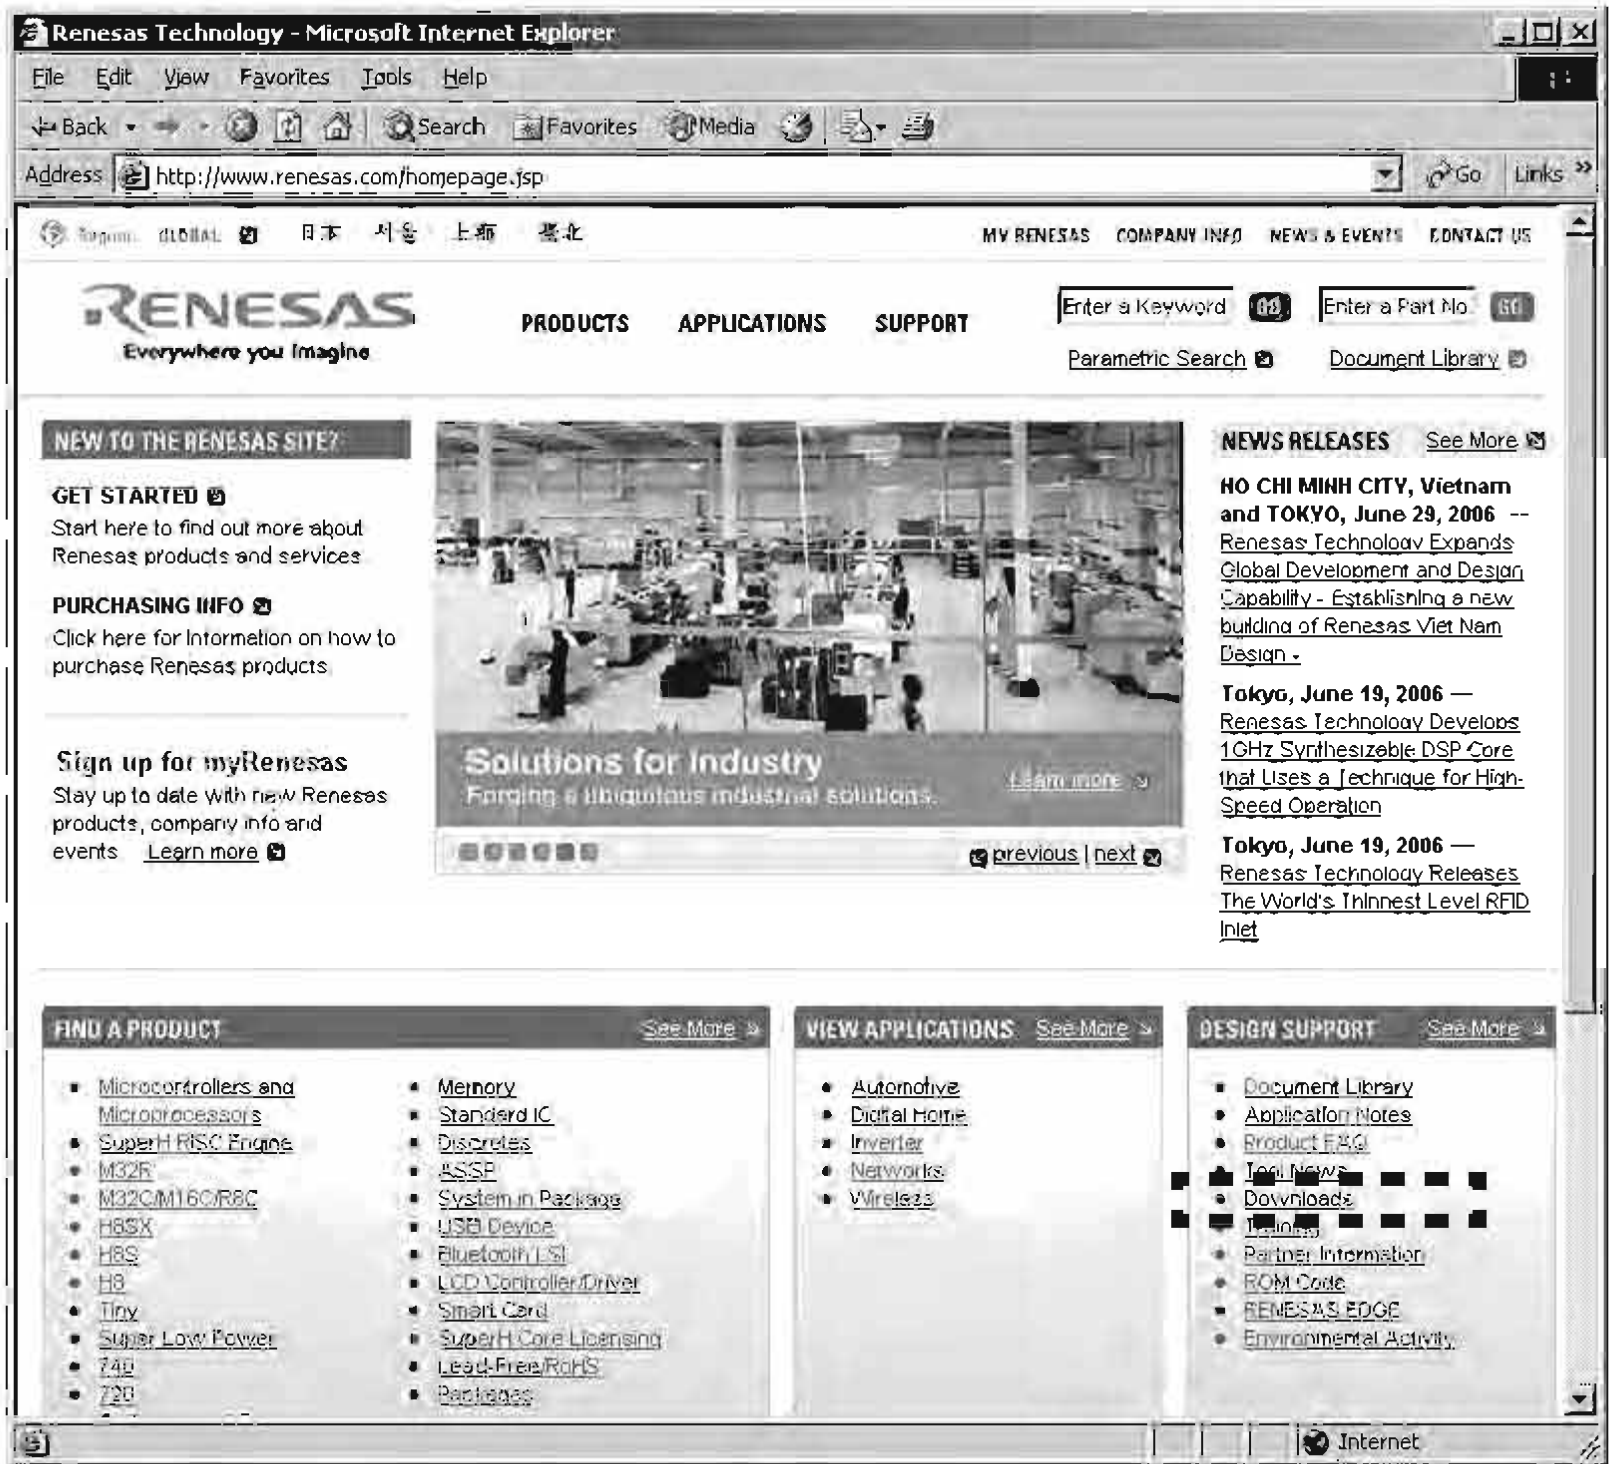 Renesas Technology - Microsoft Internet Explorer
File Edit View Favorites Tools Help
Back Search Favorites Media
Address http://www.renesas.com/homepage.jsp Go Links »
GLOBAL 日本 서울 上海 臺北 MY RENESAS COMPANY INFO NEWS & EVENTS CONTACT US
RENESAS
Everywhere you imagine
PRODUCTS APPLICATIONS SUPPORT
Enter a Keyword GO Enter a Part No. GO
Parametric Search Document Library
NEW TO THE RENESAS SITE?
GET STARTED
Start here to find out more about
Renesas products and services
PURCHASING INFO
Click here for Information on how to
purchase Renesas products
Sign up for myRenesas
Stay up to date with new Renesas
products, company info and
events Learn more
Solutions for Industry
Forging a ubiquitous industrial solutions.
Learn more
previous | next
NEWS RELEASES See More
HO CHI MINH CITY, Vietnam
and TOKYO, June 29, 2006 --
Renesas Technology Expands
Global Development and Design
Capability - Establishing a new
building of Renesas Viet Nam
Design -
Tokyo, June 19, 2006 —
Renesas Technology Develops
1GHz Synthesizable DSP Core
that Uses a Technique for High-
Speed Operation
Tokyo, June 19, 2006 —
Renesas Technology Releases
The World's Thinnest Level RFID
Inlet
FIND A PRODUCT See More
Microcontrollers and
Microprocessors
SuperH RISC Engine
M32R
M32C/M16C/R8C
H8SX
H8S
H8
Tiny
Super Low Power
740
720
Memory
Standard IC
Discretes
ASSP
System in Package
USB Device
Bluetooth LSI
LCD Controller/Driver
Smart Card
SuperH Core Licensing
Lead-Free/RoHS
Packages
VIEW APPLICATIONS See More
Automotive
Digital Home
Inverter
Networks
Wireless
DESIGN SUPPORT See More
Document Library
Application Notes
Product FAQ
Tool News
Downloads
Training
Partner Information
ROM Code
RENESAS EDGE
Environmental Activity
Internet